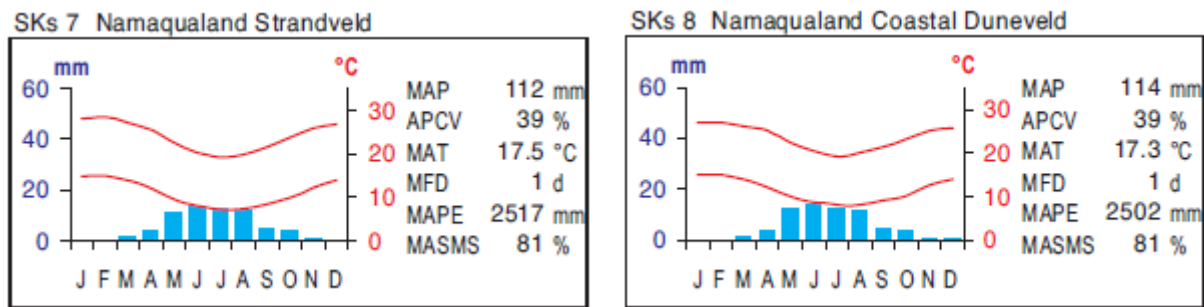 SKs 7 Namaqualand Strandveld
mm °C
60
40
20
0
30
20
10
0
J F M A M J J A S O N D
MAP 112 mm
APCV 39 %
MAT 17.5 °C
MFD 1 d
MAPE 2517 mm
MASMS 81 %
SKs 8 Namaqualand Coastal Duneveld
mm °C
60
40
20
0
30
20
10
0
J F M A M J J A S O N D
MAP 114 mm
APCV 39 %
MAT 17.3 °C
MFD 1 d
MAPE 2502 mm
MASMS 81 %